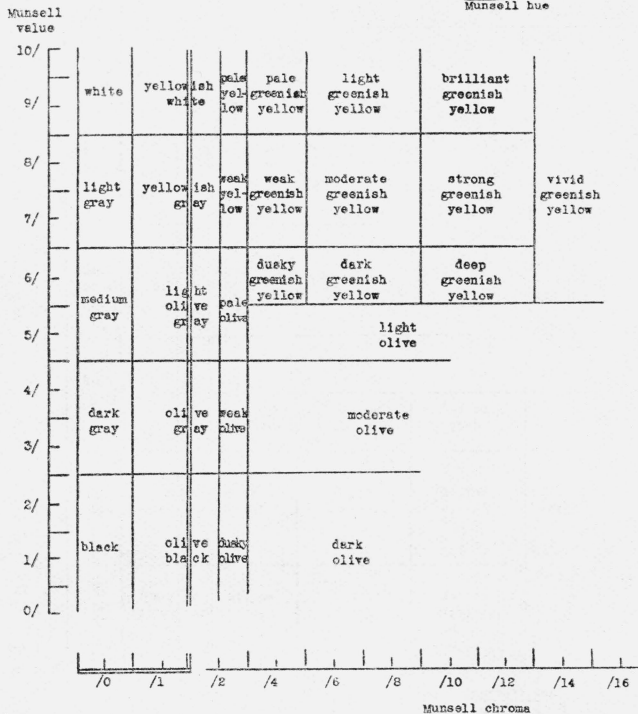 Munsell hue
Munsell
value
10/
9/
8/
7/
6/
5/
4/
3/
2/
1/
0/
white
yellowish
white
pale
yel-
low
pale
greenish
yellow
light
greenish
yellow
brilliant
greenish
yellow
light
gray
yellowish
gray
weak
yel-
low
weak
greenish
yellow
moderate
greenish
yellow
strong
greenish
yellow
vivid
greenish
yellow
medium
gray
light
olive
gray
pale
olive
dusky
greenish
yellow
dark
greenish
yellow
deep
greenish
yellow
light
olive
dark
gray
olive
gray
weak
olive
moderate
olive
black
olive
black
dusky
olive
dark
olive
/0 /1 /2 /4 /6 /8 /10 /12 /14 /16
Munsell chroma